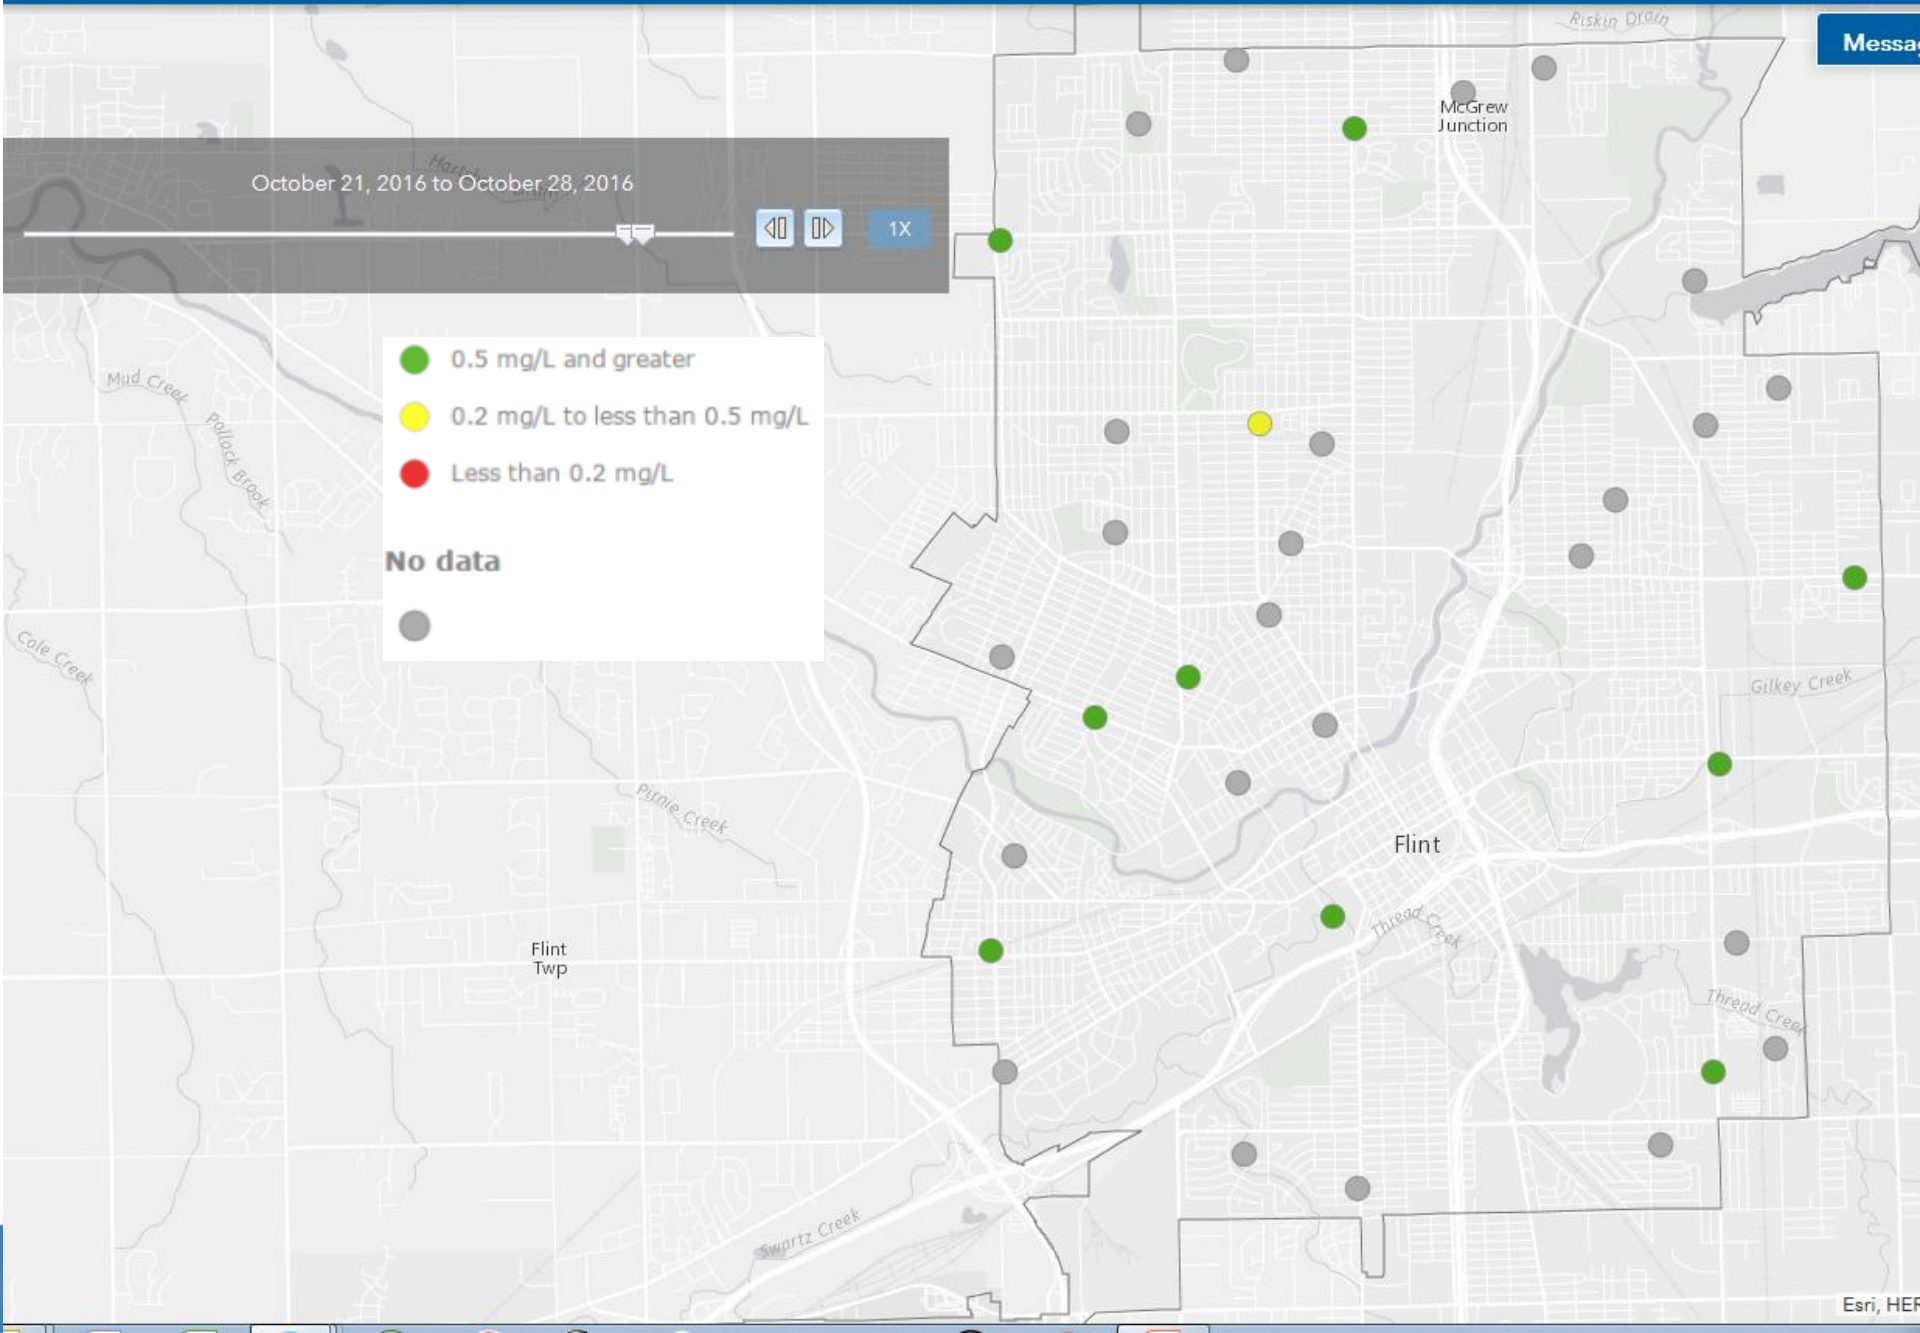 Riskin Drain
Messa
McGrew
Junction
October 21, 2016 to October 28, 2016
1X
0.5 mg/L and greater
0.2 mg/L to less than 0.5 mg/L
Less than 0.2 mg/L
No data
Mud Creek
Pollock Brook
Cole Creek
Gilkey Creek
Pirnie Creek
Flint
Thread Creek
Flint
Twp
Thread Creek
Swartz Creek
Esri, HER